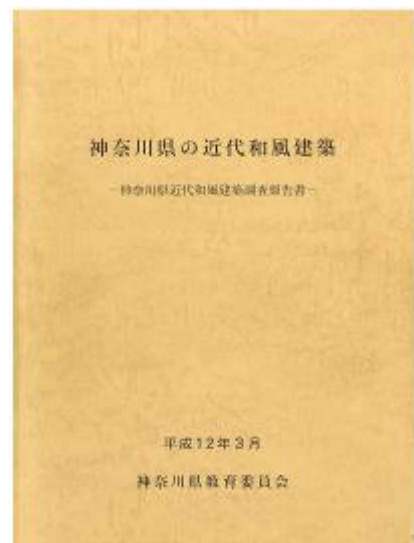 神奈川県の近代和風建築
－神奈川県近代和風建築調査報告書－
平成12年3月
神奈川県教育委員会